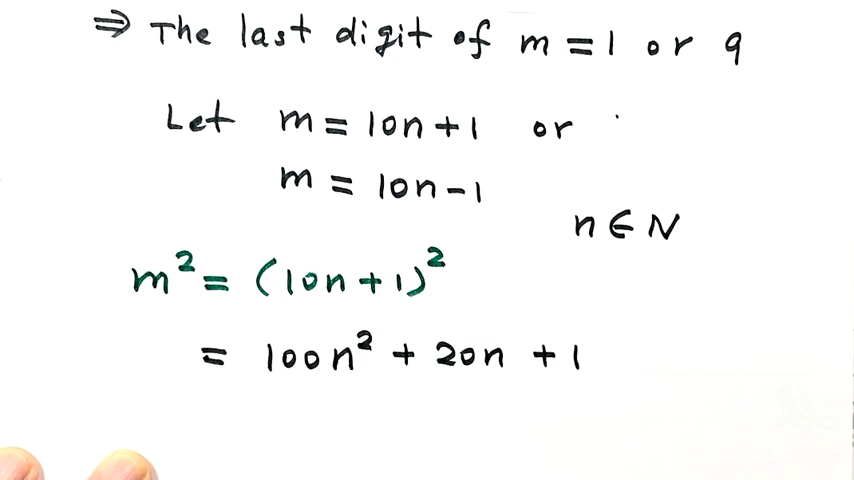 ⇒ The last digit of m = 1 or 9
Let m = 10n + 1 or
m = 10n - 1
n ∈ N
m² = (10n + 1)²
= 100n² + 20n + 1